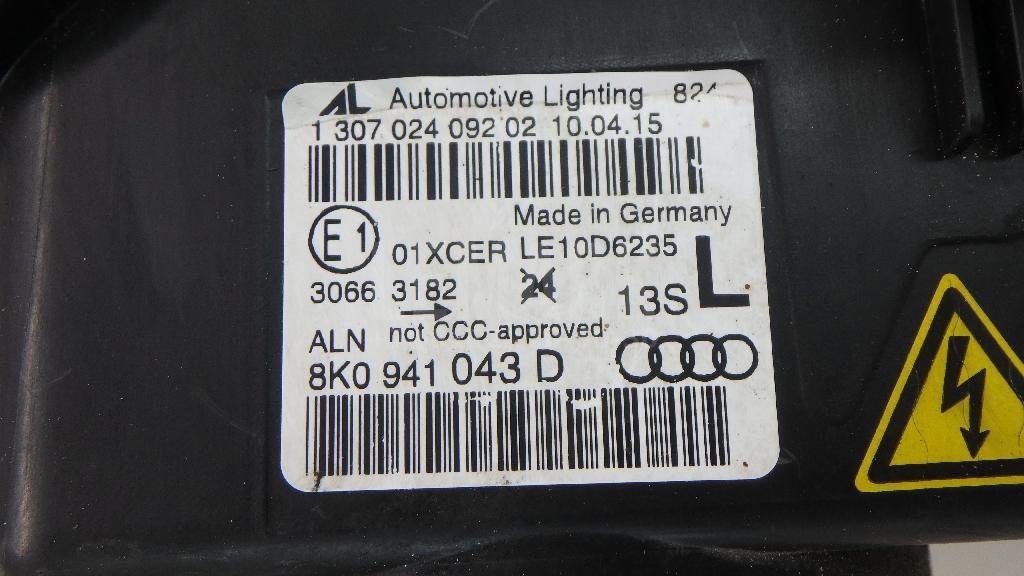 AL Automotive Lighting
1 307 024 092 02 10.04.15
Made in Germany
E1 01XCER LE10D6235
L
3066 3182 24 13S
ALN not CCC-approved
8K0 941 043 D